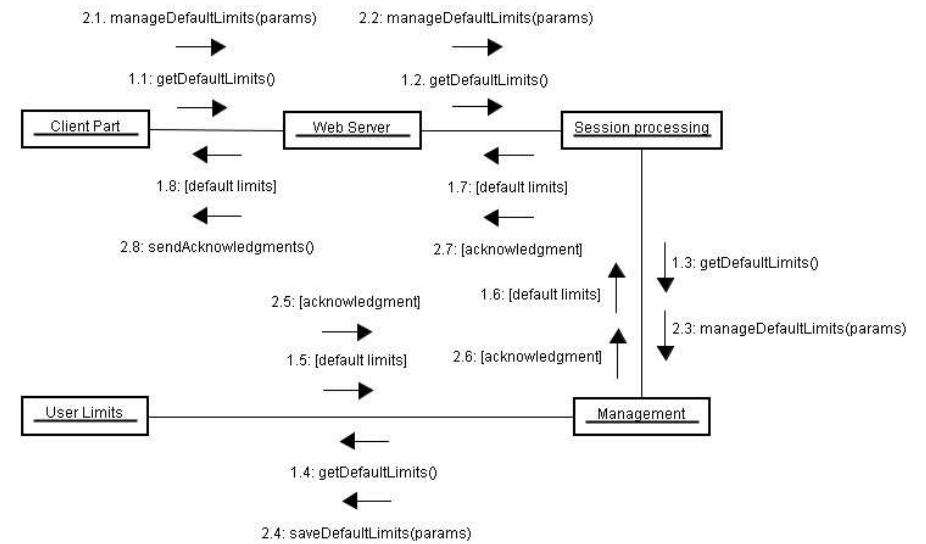 2.1. manageDefaultLimits(params)
2.2: manageDefaultLimits(params)
1.1: getDefaultLimits()
1.2. getDefaultLimits()
Client Part
Web Server
Session processing
1.8: [default limits]
1.7: [default limits]
2.8: sendAcknowledgments()
2.7: [acknowledgment]
1.3: getDefaultLimits()
1.6: [default limits]
2.5: [acknowledgment]
2.3: manageDefaultLimits(params)
1.5: [default limits]
2.6: [acknowledgment]
User Limits
Management
1.4: getDefaultLimits()
2.4: saveDefaultLimits(params)